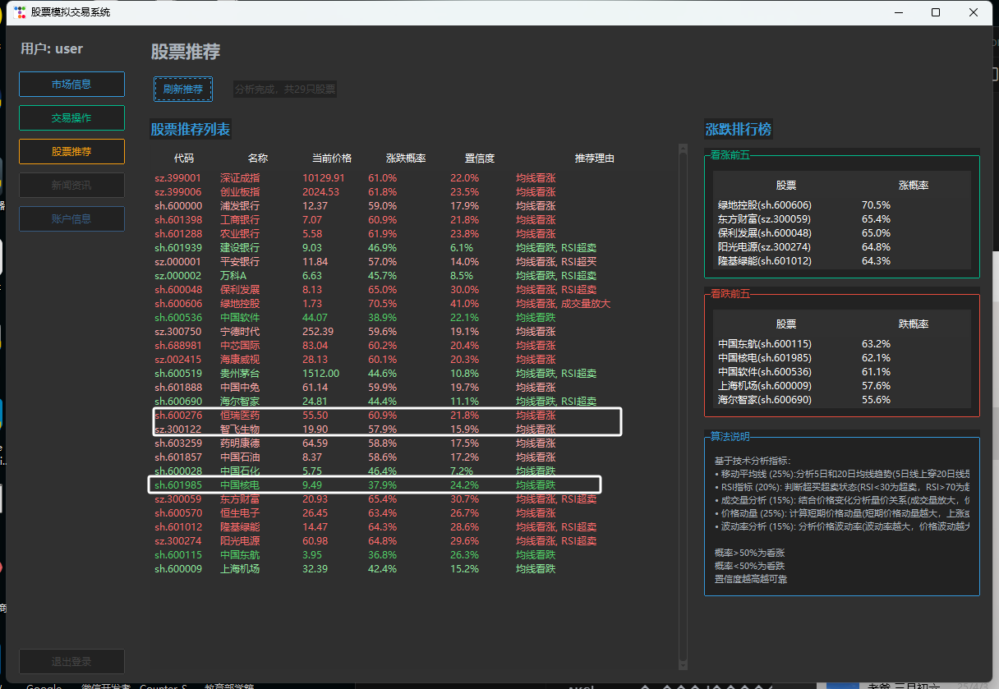 股票模拟交易系统
用户: user
市场信息
交易操作
股票推荐
新闻资讯
账户信息
退出登录
股票推荐
刷新推荐 分析完成，共29只股票
股票推荐列表
代码 名称 当前价格 涨跌概率 置信度 推荐理由
sz.399001 深证成指 10129.91 61.0% 22.0% 均线看涨
sz.399006 创业板指 2024.53 61.8% 23.5% 均线看涨
sh.600000 浦发银行 12.37 59.0% 17.9% 均线看涨
sh.601398 工商银行 7.07 60.9% 21.8% 均线看涨
sh.601288 农业银行 5.58 61.9% 23.8% 均线看涨
sh.601939 建设银行 9.03 46.9% 6.1% 均线看跌, RSI超卖
sz.000001 平安银行 11.84 57.0% 14.0% 均线看涨, RSI超买
sz.000002 万科A 6.63 45.7% 8.5% 均线看跌, RSI超卖
sh.600048 保利发展 8.13 65.0% 30.0% 均线看涨, RSI超卖
sh.600606 绿地控股 1.73 70.5% 41.0% 均线看涨, 成交量放大
sh.600536 中国软件 44.07 38.9% 22.1% 均线看跌
sz.300750 宁德时代 252.39 59.6% 19.1% 均线看涨
sh.688981 中芯国际 83.04 60.2% 20.4% 均线看涨
sz.002415 海康威视 28.13 60.1% 20.3% 均线看涨
sh.600519 贵州茅台 1512.00 44.6% 10.8% 均线看跌, RSI超卖
sh.601888 中国中免 61.14 59.9% 19.7% 均线看涨
sh.600690 海尔智家 24.81 44.4% 11.1% 均线看跌, RSI超卖
sh.600276 恒瑞医药 55.50 60.9% 21.8% 均线看涨
sz.300122 智飞生物 19.90 57.9% 15.9% 均线看涨
sh.603259 药明康德 64.59 58.8% 17.5% 均线看涨
sh.601857 中国石油 8.37 58.6% 17.2% 均线看涨
sh.600028 中国石化 5.75 46.4% 7.2% 均线看跌
sh.601985 中国核电 9.49 37.9% 24.2% 均线看跌
sz.300059 东方财富 20.93 65.4% 30.7% 均线看涨, RSI超卖
sh.600570 恒生电子 26.45 63.4% 26.7% 均线看涨
sh.601012 隆基绿能 14.47 64.3% 28.6% 均线看涨, RSI超卖
sz.300274 阳光电源 60.98 64.8% 29.6% 均线看涨, RSI超卖
sh.600115 中国东航 3.95 36.8% 26.3% 均线看跌
sh.600009 上海机场 32.39 42.4% 15.2% 均线看跌
涨跌排行榜
看涨前五
股票 涨概率
绿地控股(sh.600606) 70.5%
东方财富(sz.300059) 65.4%
保利发展(sh.600048) 65.0%
阳光电源(sz.300274) 64.8%
隆基绿能(sh.601012) 64.3%
看跌前五
股票 跌概率
中国东航(sh.600115) 63.2%
中国核电(sh.601985) 62.1%
中国软件(sh.600536) 61.1%
上海机场(sh.600009) 57.6%
海尔智家(sh.600690) 55.6%
算法说明
基于技术分析指标:
• 移动平均线 (25%):分析5日和20日均线趋势(5日线上穿20日线
• RSI指标 (20%): 判断超买超卖状态(RSI<30为超卖，RSI>70为
• 成交量分析 (15%): 结合价格变化分析量价关系(成交量放大，
• 价格动量 (25%): 计算短期价格动量(短期价格动量越大，上涨
• 波动率分析 (15%): 分析价格波动率(波动率越大，价格波动越
概率>50%为看涨
概率<50%为看跌
置信度越高越可靠